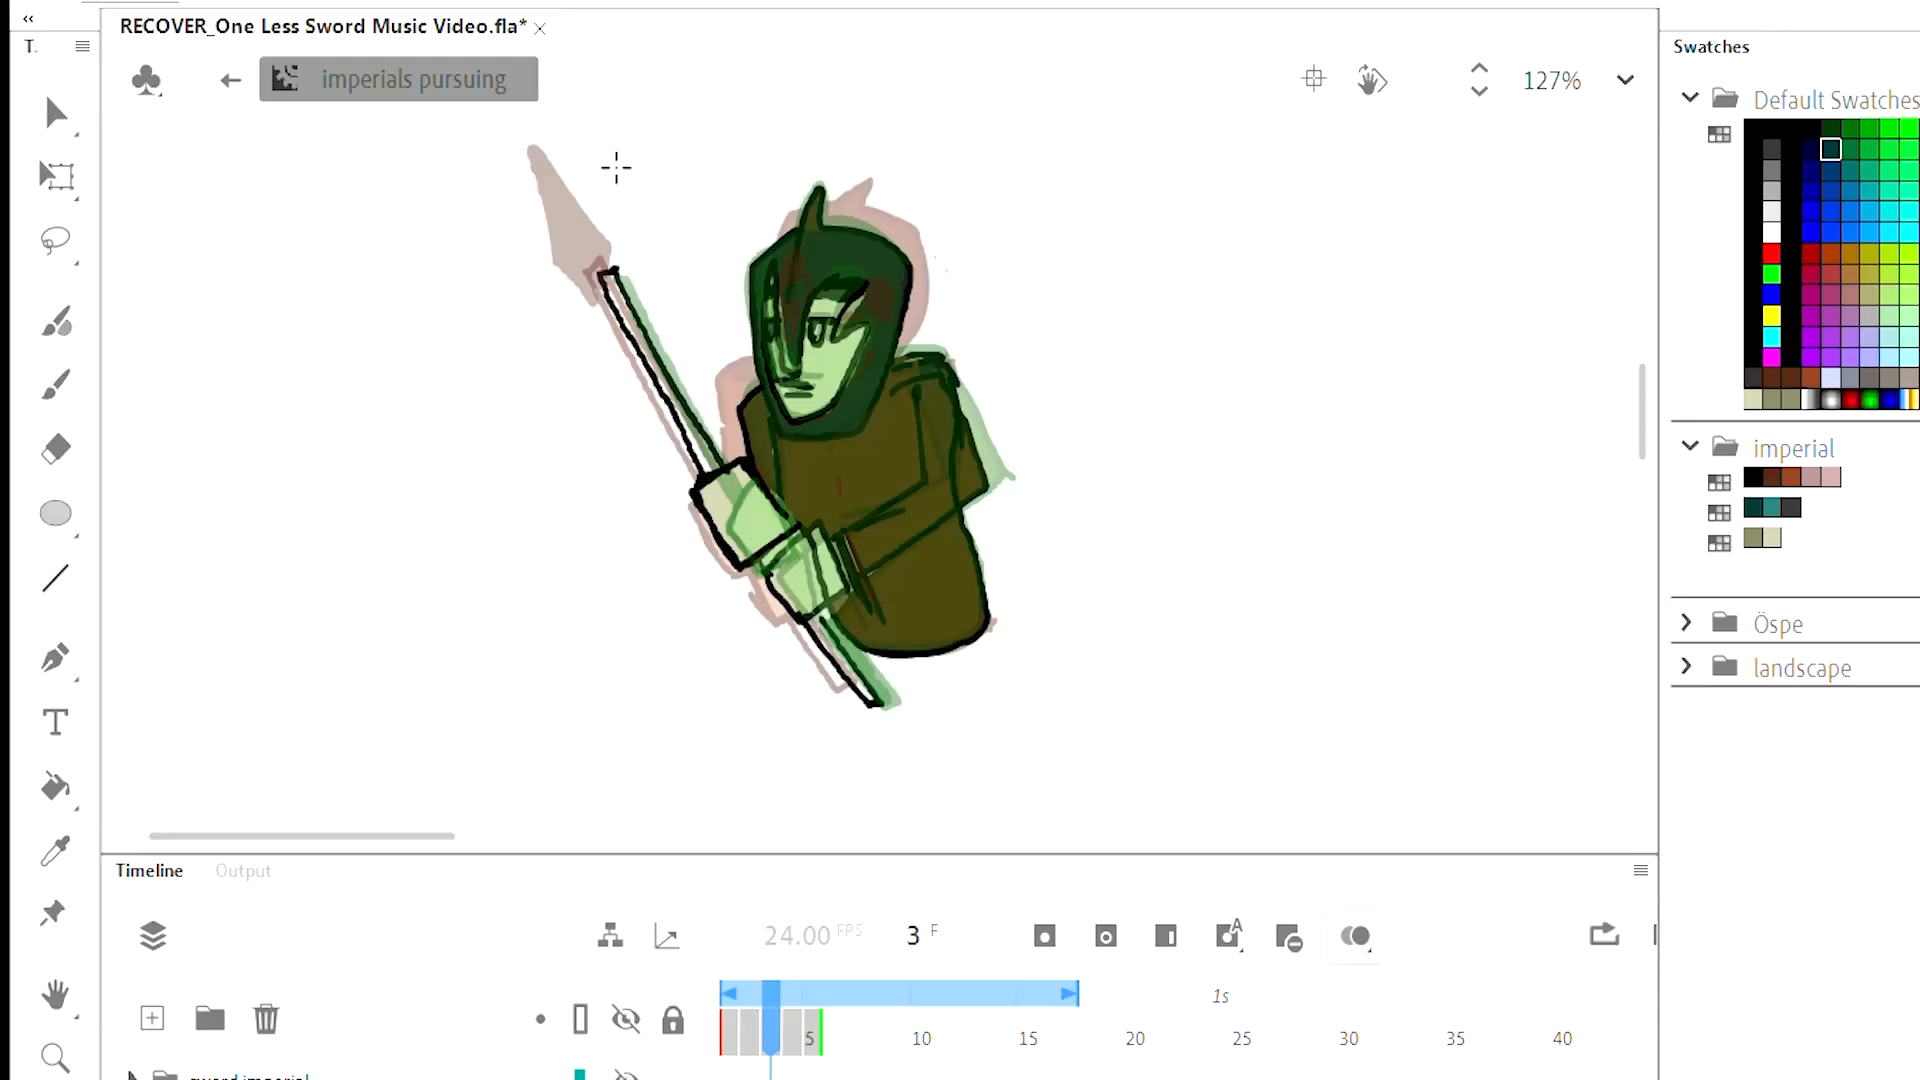 RECOVER_One Less Sword Music Video.fla*
T.
Swatches
imperials pursuing
127%
Default Swatches
imperial
Öspe
landscape
Timeline Output
24.00 FPS 3 F
1s
5 10 15 20 25 30 35 40
sword imperial